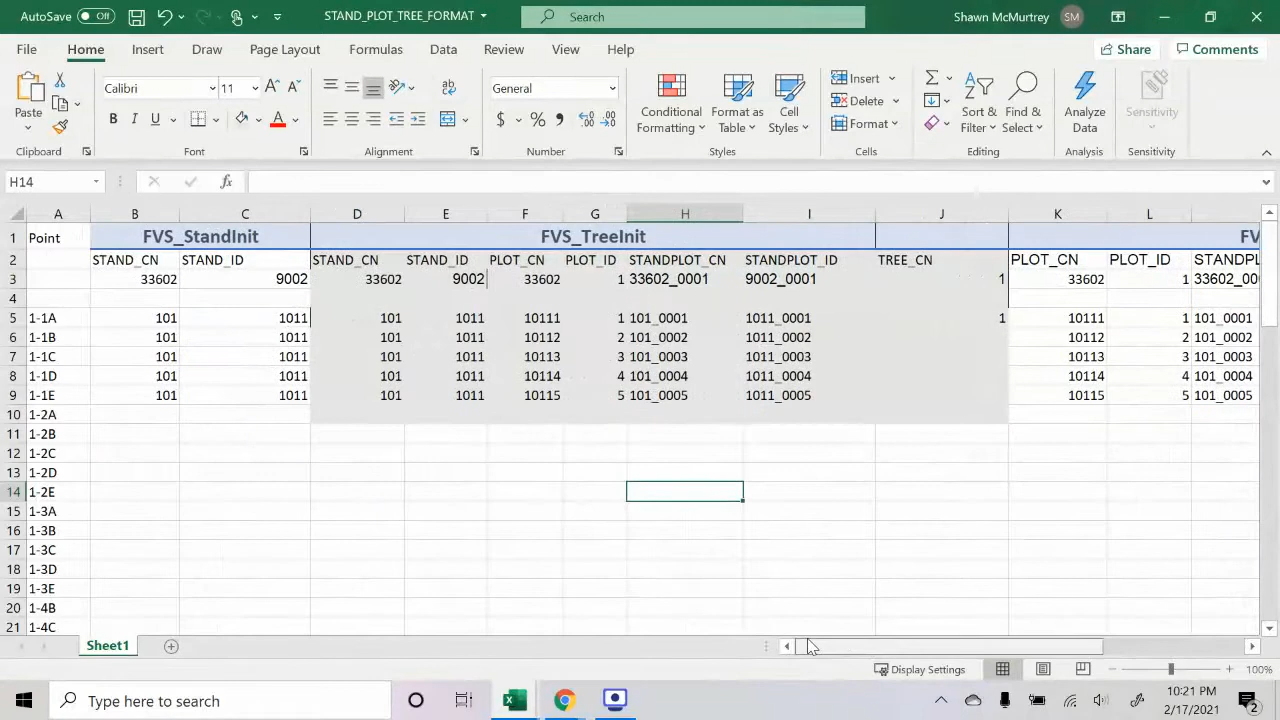 AutoSave Off STAND_PLOT_TREE_FORMAT Search Shawn McMurtrey SM
File Home Insert Draw Page Layout Formulas Data Review View Help Share Comments
Paste Calibri 11 General Conditional Formatting Format as Table Cell Styles Insert Delete Format Sort & Filter Find & Select Analyze Data Sensitivity
Clipboard Font Alignment Number Styles Cells Editing Analysis Sensitivity
H14 fx
A B C D E F G H I J K L
1 Point FVS_StandInit FVS_TreeInit FV
2 STAND_CN STAND_ID STAND_CN STAND_ID PLOT_CN PLOT_ID STANDPLOT_CN STANDPLOT_ID TREE_CN PLOT_CN PLOT_ID STANDPL
3 33602 9002 33602 9002 33602 1 33602_0001 9002_0001 1 33602 1 33602_00
4
5 1-1A 101 1011 101 1011 10111 1 101_0001 1011_0001 1 10111 1 101_0001
6 1-1B 101 1011 101 1011 10112 2 101_0002 1011_0002 10112 2 101_0002
7 1-1C 101 1011 101 1011 10113 3 101_0003 1011_0003 10113 3 101_0003
8 1-1D 101 1011 101 1011 10114 4 101_0004 1011_0004 10114 4 101_0004
9 1-1E 101 1011 101 1011 10115 5 101_0005 1011_0005 10115 5 101_0005
10 1-2A
11 1-2B
12 1-2C
13 1-2D
14 1-2E
15 1-3A
16 1-3B
17 1-3C
18 1-3D
19 1-3E
20 1-4B
21 1-4C
Sheet1
Display Settings 100%
Type here to search 10:21 PM
2/17/2021 2